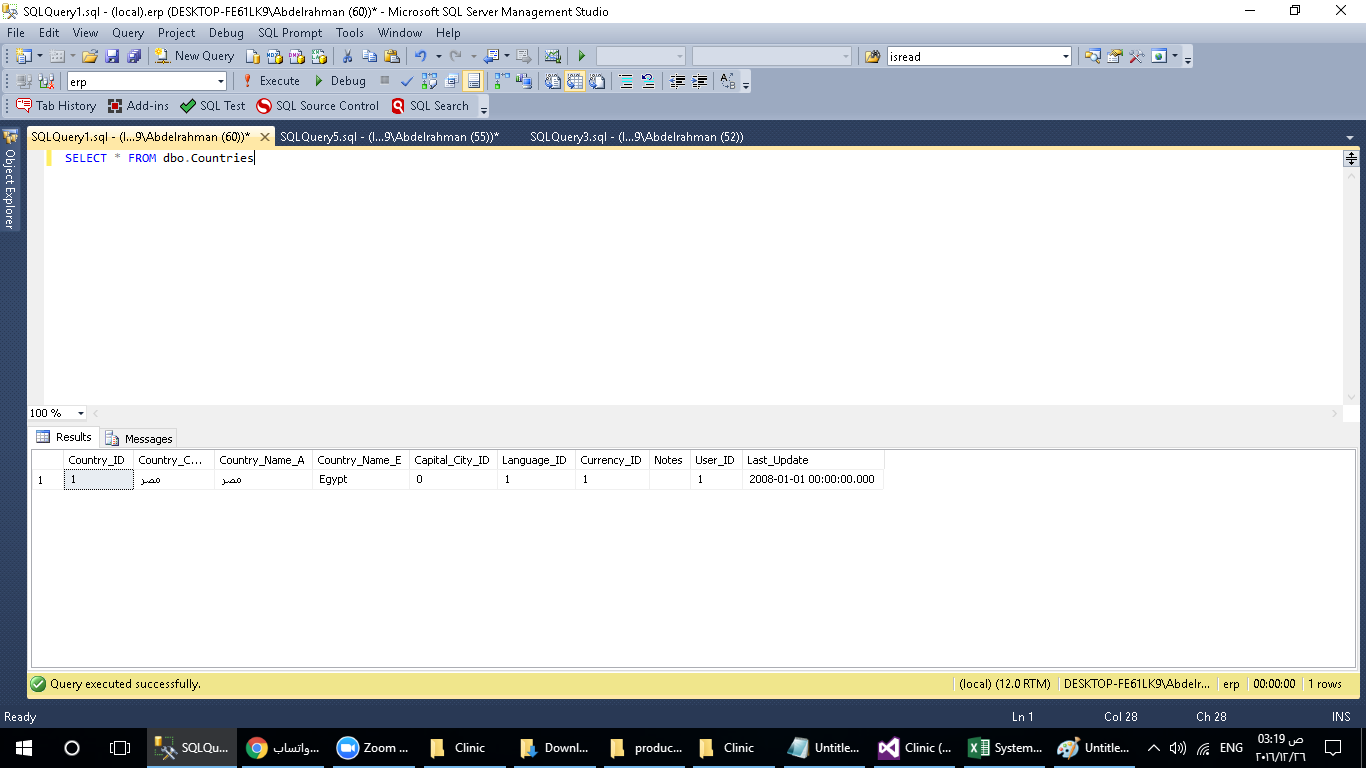 SQLQuery1.sql - (local).erp (DESKTOP-FE61LK9\Abdelrahman (60))* - Microsoft SQL Server Management Studio
File Edit View Query Project Debug SQL Prompt Tools Window Help
New Query isread
erp Execute Debug
Tab History Add-ins SQL Test SQL Source Control SQL Search
SQLQuery1.sql - (l...9\Abdelrahman (60))* SQLQuery5.sql - (l...9\Abdelrahman (55))* SQLQuery3.sql - (l...9\Abdelrahman (52))
Object Explorer
SELECT * FROM dbo.Countries
100 %
Results Messages
Country_ID Country_C... Country_Name_A Country_Name_E Capital_City_ID Language_ID Currency_ID Notes User_ID Last_Update
1 1 مصر مصر Egypt 0 1 1 1 2008-01-01 00:00:00.000
Query executed successfully. (local) (12.0 RTM) DESKTOP-FE61LK9\Abdelr... erp 00:00:00 1 rows
Ready Ln 1 Col 28 Ch 28 INS
SQLQu... واتساب... Zoom ... Clinic Downl... produc... Clinic Untitle... Clinic (... System... Untitle... ENG 03:19 ص
٢٠١٦/١٢/٢٦